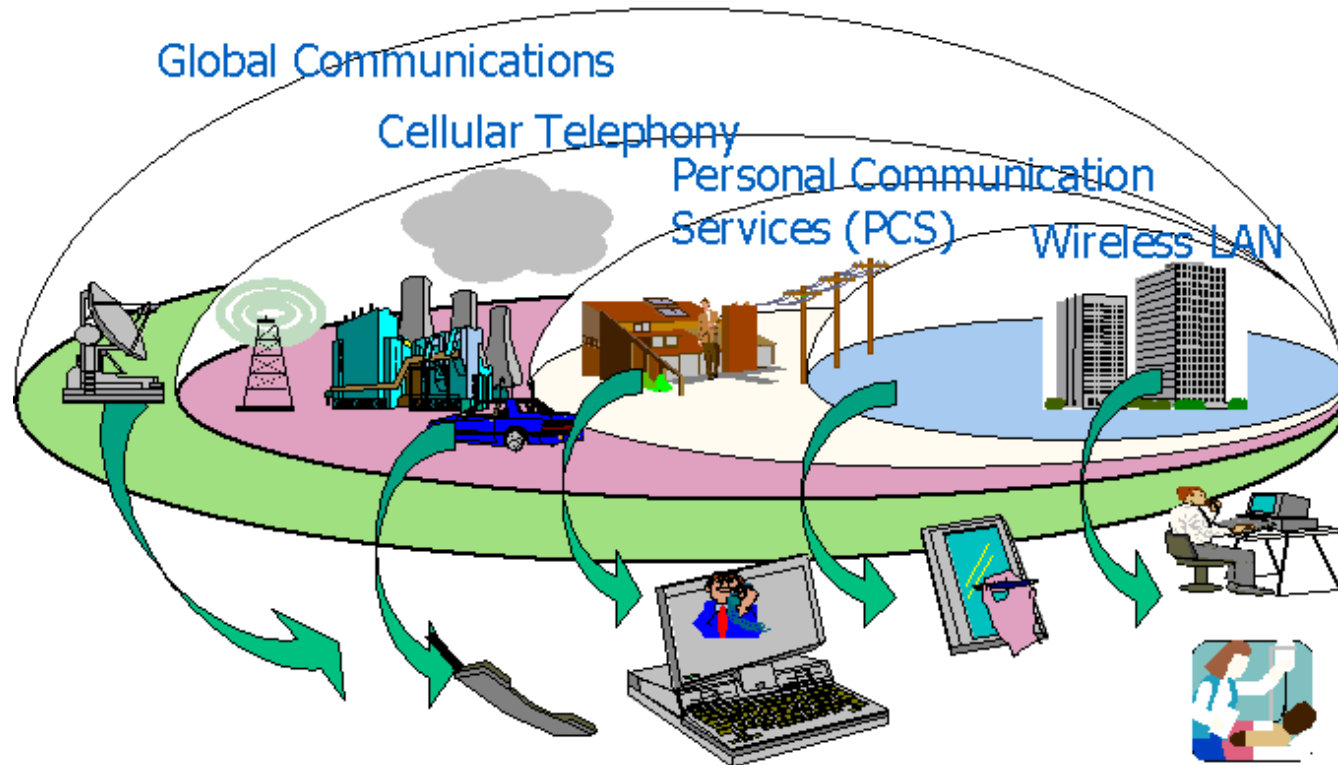 Global Communications
Cellular Telephony
Personal Communication
Services (PCS)
Wireless LAN